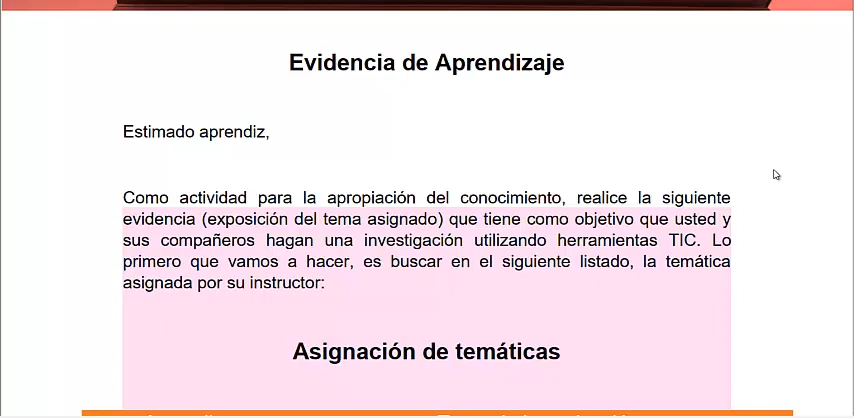 Evidencia de Aprendizaje
Estimado aprendiz,
Como actividad para la apropiación del conocimiento, realice la siguiente
evidencia (exposición del tema asignado) que tiene como objetivo que usted y
sus compañeros hagan una investigación utilizando herramientas TIC. Lo
primero que vamos a hacer, es buscar en el siguiente listado, la temática
asignada por su instructor:
Asignación de temáticas